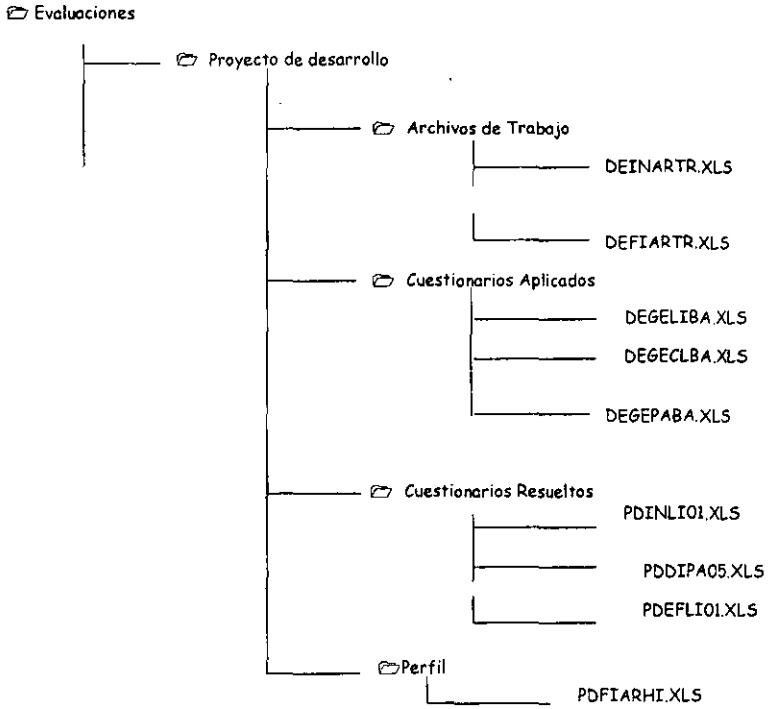 Evaluaciones
Proyecto de desarrollo
Archivos de Trabajo
DEINARTR.XLS
DEFIARTR.XLS
Cuestionarios Aplicados
DEGELIBA.XLS
DEGECLBA.XLS
DEGEPABA.XLS
Cuestionarios Resueltos
PDINLI01.XLS
PDDIPA05.XLS
PDEFLI01.XLS
Perfil
PDFIARHI.XLS